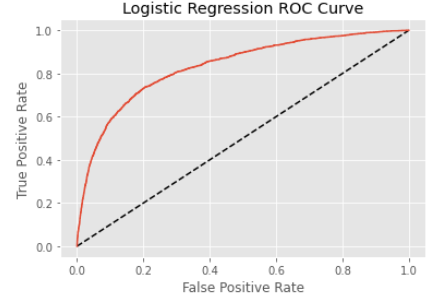 Logistic Regression ROC Curve
True Positive Rate
1.0
0.8
0.6
0.4
0.2
0.0
0.0 0.2 0.4 0.6 0.8 1.0
False Positive Rate